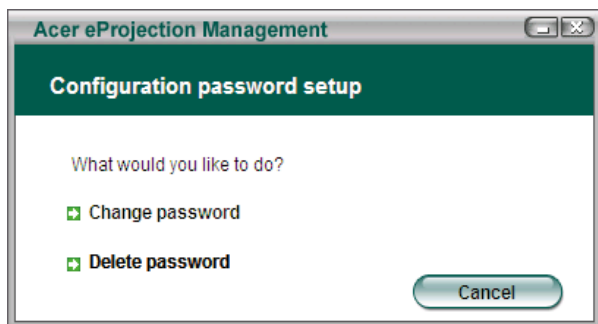 Acer eProjection Management
Configuration password setup
What would you like to do?
Change password
Delete password
Cancel